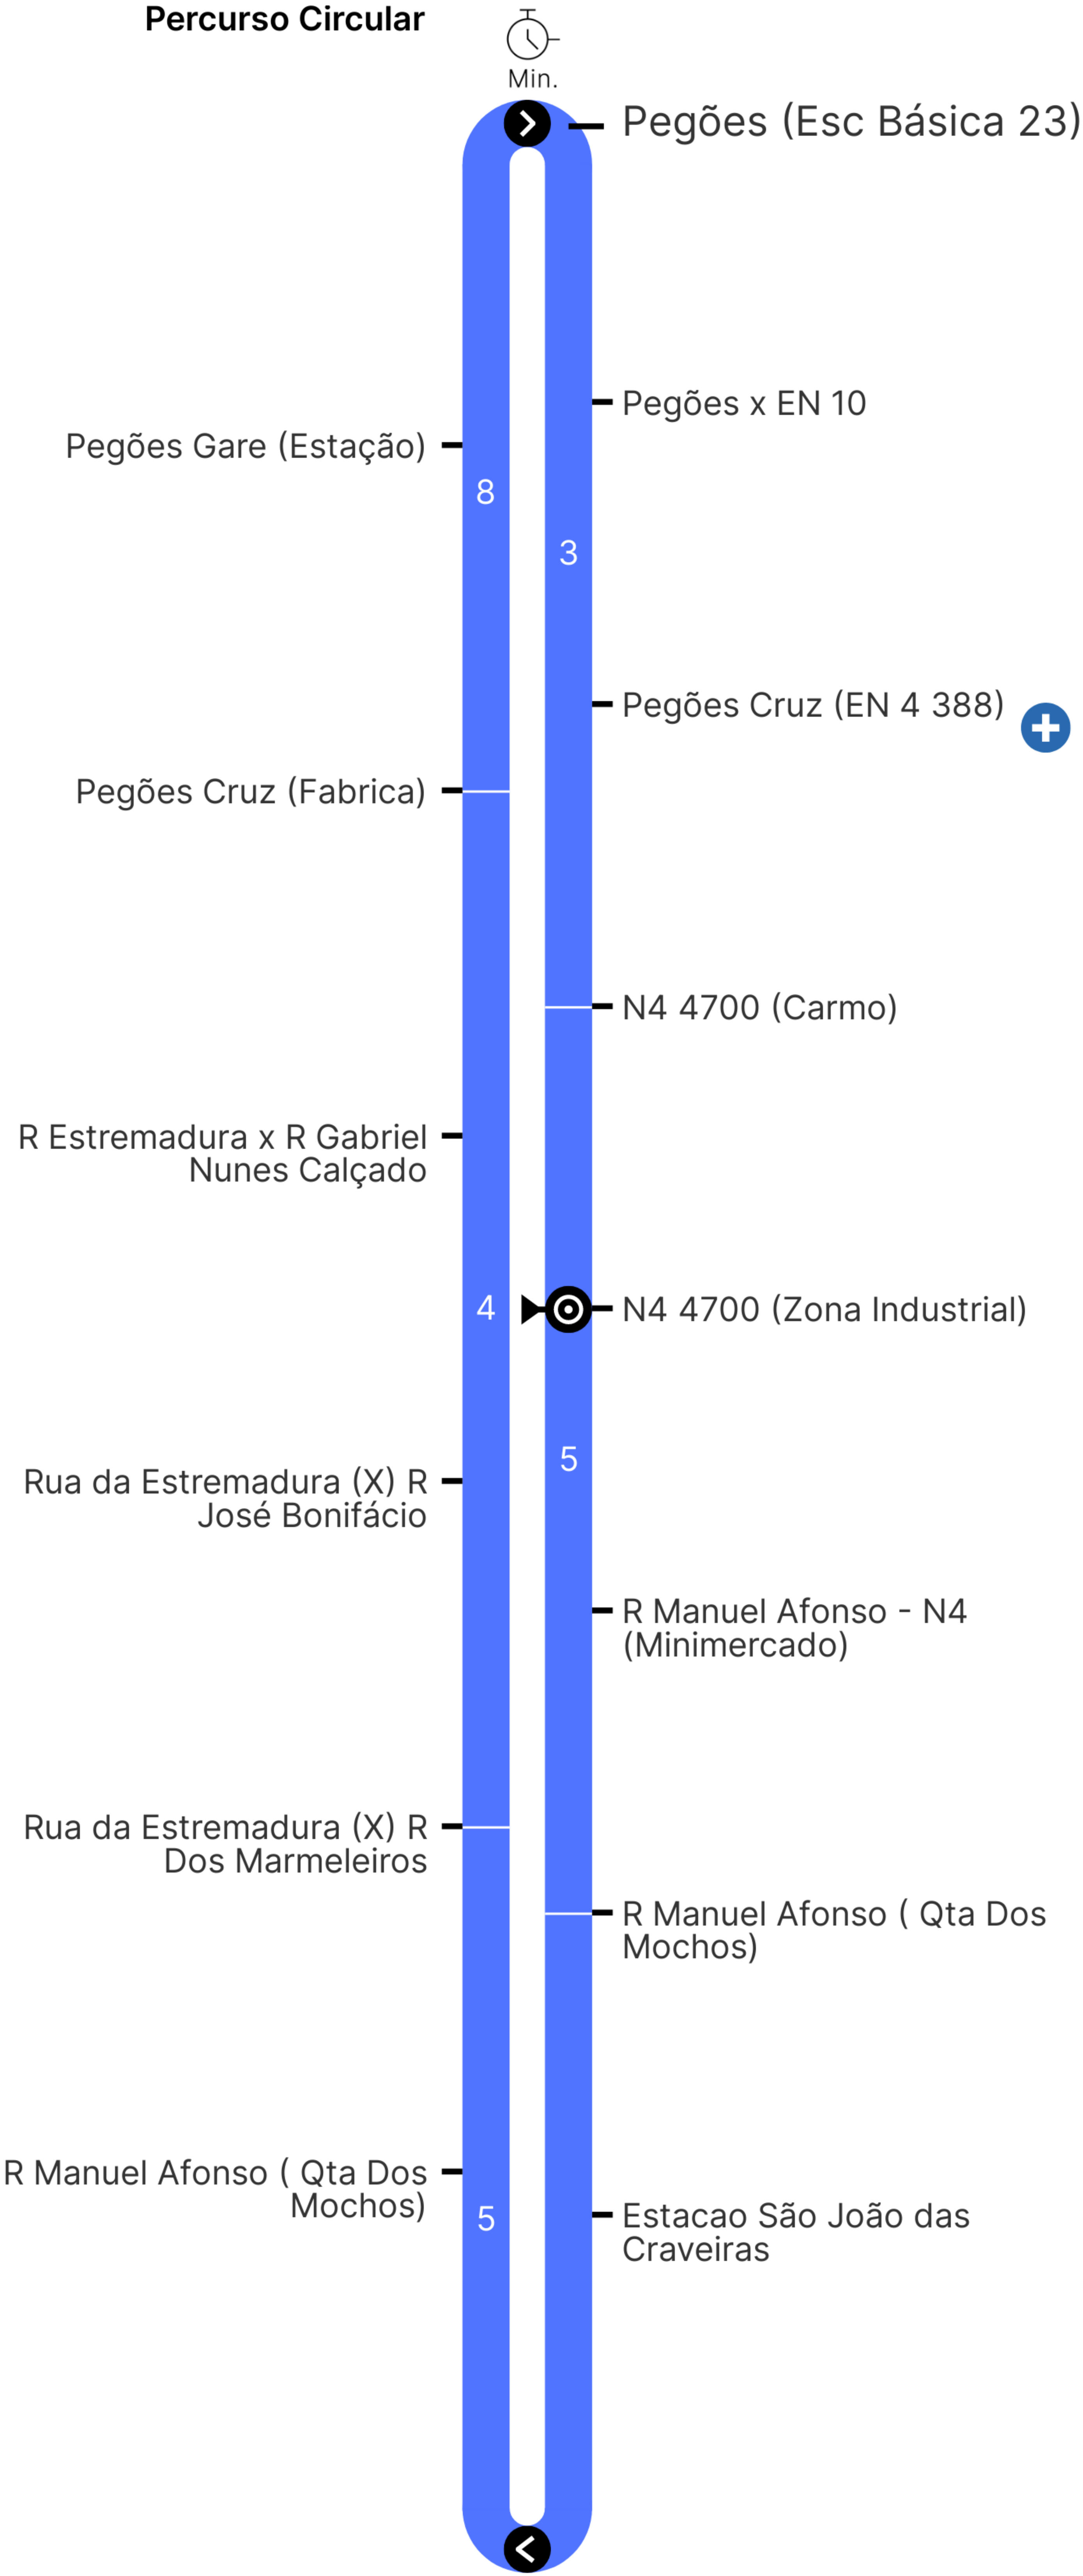 Percurso Circular
Min.
Pegões (Esc Básica 23)
Pegões x EN 10
Pegões Gare (Estação)
8
3
Pegões Cruz (EN 4 388)
Pegões Cruz (Fabrica)
N4 4700 (Carmo)
R Estremadura x R Gabriel
Nunes Calçado
4
N4 4700 (Zona Industrial)
5
Rua da Estremadura (X) R
José Bonifácio
R Manuel Afonso - N4
(Minimercado)
Rua da Estremadura (X) R
Dos Marmeleiros
R Manuel Afonso ( Qta Dos
Mochos)
R Manuel Afonso ( Qta Dos
Mochos)
5
Estacao São João das
Craveiras